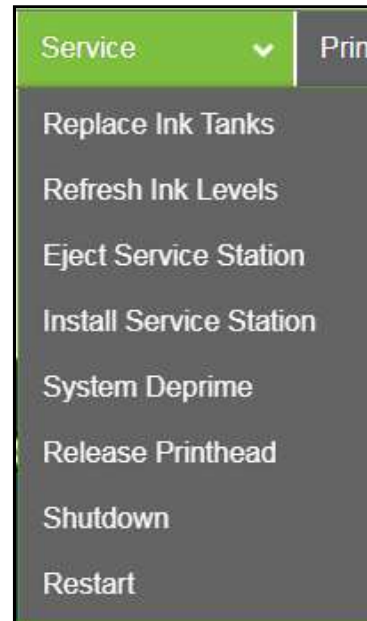 Service Prin
Replace Ink Tanks
Refresh Ink Levels
Eject Service Station
Install Service Station
System Deprime
Release Printhead
Shutdown
Restart